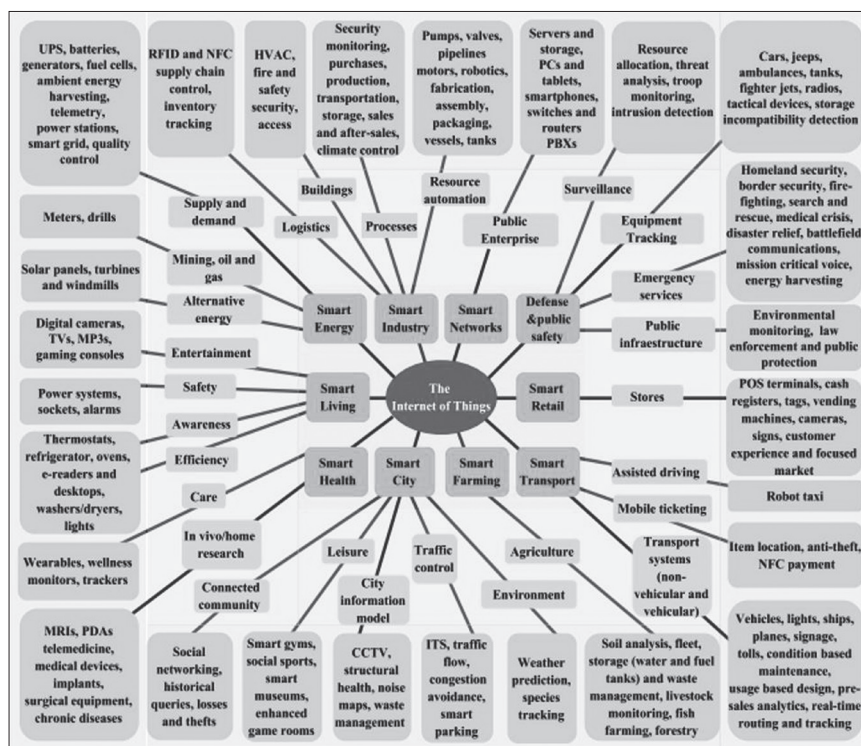 UPS, batteries,
generators, fuel cells,
ambient energy
harvesting,
telemetry,
power stations,
smart grid, quality
control
RFID and NFC
supply chain
control,
inventory
tracking
HVAC,
fire and
safety
security,
access
Security
monitoring,
purchases,
production,
transportation,
storage, sales
and after-sales,
climate control
Pumps, valves,
pipelines
motors, robotics,
fabrication,
assembly,
packaging,
vessels, tanks
Servers and
storage,
PCs and
tablets,
smartphones,
switches and
routers
PBXs
Resource
allocation, threat
analysis, troop
monitoring,
intrusion detection
Cars, jeeps,
ambulances, tanks,
fighter jets, radios,
tactical devices, storage
incompatibility detection
Supply and
demand
Buildings
Logistics
Processes
Resource
automation
Public
Enterprise
Surveillance
Equipment
Tracking
Homeland security,
border security, fire-
fighting, search and
rescue, medical crisis,
disaster relief, battlefield
communications,
mission critical voice,
energy harvesting
Meters, drills
Mining, oil and
gas
Emergency
services
Solar panels, turbines
and windmills
Alternative
energy
Smart
Energy
Smart
Industry
Smart
Networks
Defense
&public
safety
Public
infraestructure
Environmental
monitoring, law
enforcement and public
protection
Digital cameras,
TVs, MP3s,
gaming consoles
Entertainment
Power systems,
sockets, alarms
Safety
Smart
Living
The
Internet of Things
Smart
Retail
Stores
POS terminals, cash
registers, tags, vending
machines, cameras,
signs, customer
experience and focused
market
Awareness
Thermostats,
refrigerator, ovens,
e-readers and
desktops,
washers/dryers,
lights
Efficiency
Smart
Health
Smart
City
Smart
Farming
Smart
Transport
Assisted driving
Robot taxi
Care
Mobile ticketing
Wearables, wellness
monitors, trackers
In vivo/home
research
Leisure
Traffic
control
Agriculture
Transport
systems
(non-
vehicular and
vehicular)
Item location, anti-theft,
NFC payment
Connected
community
City
information
model
Environment
MRIs, PDAs
telemedicine,
medical devices,
implants,
surgical equipment,
chronic diseases
Social
networking,
historical
queries, losses
and thefts
Smart gyms,
social sports,
smart
museums,
enhanced
game rooms
CCTV,
structural
health, noise
maps, waste
management
ITS, traffic
flow,
congestion
avoidance,
smart
parking
Weather
prediction,
species
tracking
Soil analysis, fleet,
storage (water and fuel
tanks) and waste
management, livestock
monitoring, fish
farming, forestry
Vehicles, lights, ships,
planes, signage,
tolls, condition based
maintenance,
usage based design, pre-
sales analytics, real-time
routing and tracking